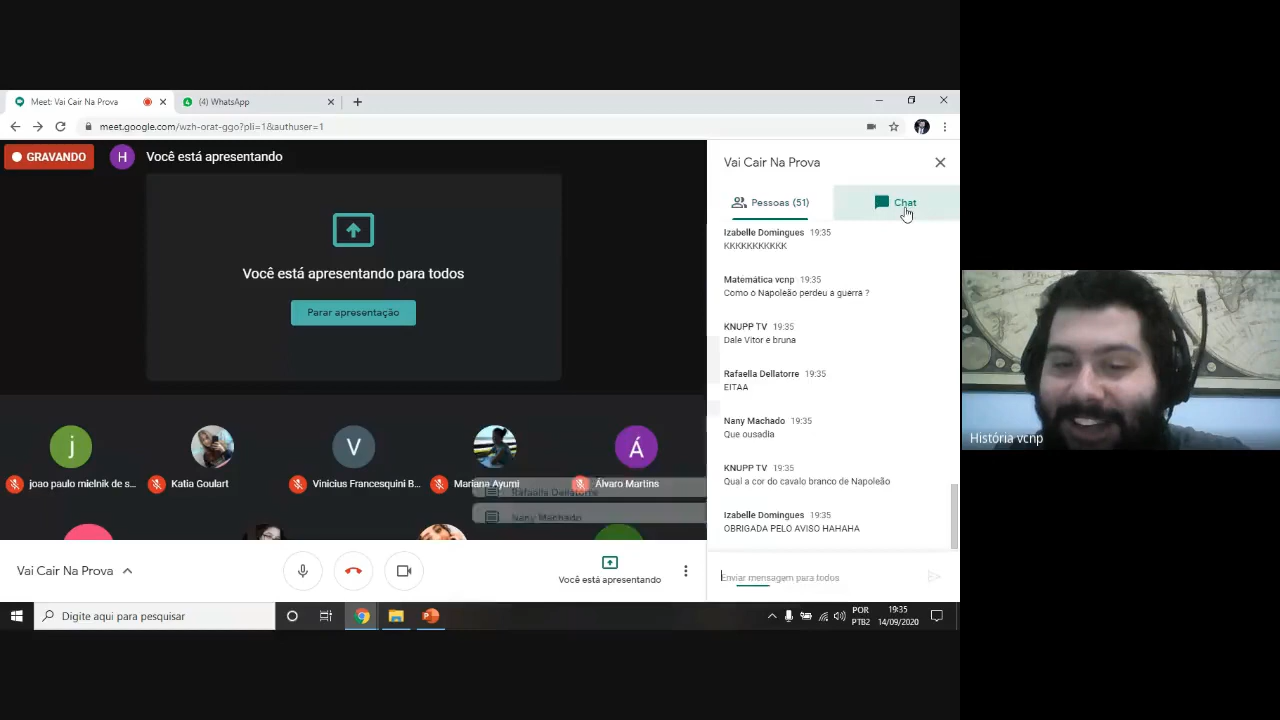 Meet: Vai Cair Na Prova
(4) WhatsApp
meet.google.com/wzh-orat-ggo?pli=1&authuser=1
GRAVANDO
H
Você está apresentando
Você está apresentando para todos
Parar apresentação
j
V
Á
joao paulo mielnik de s...
Katia Goulart
Vinicius Francesquini B...
Mariana Ayumi
Álvaro Martins
Rafaella Dellatorre
Nany Machado
Vai Cair Na Prova
Você está apresentando
Vai Cair Na Prova
Pessoas (51)
Chat
Izabelle Domingues 19:35
KKKKKKKKKKK
Matemática vcnp 19:35
Como ó Napoleão perdeu a guerra ?
KNUPP TV 19:35
Dale Vitor e bruna
Rafaella Dellatorre 19:35
EITAA
Nany Machado 19:35
Que ousadia
KNUPP TV 19:35
Qual a cor do cavalo branco de Napoleão
Izabelle Domingues 19:35
OBRIGADA PELO AVISO HAHAHA
Enviar mensagem para todos
Digite aqui para pesquisar
POR
PTB2
19:35
14/09/2020
História vcnp